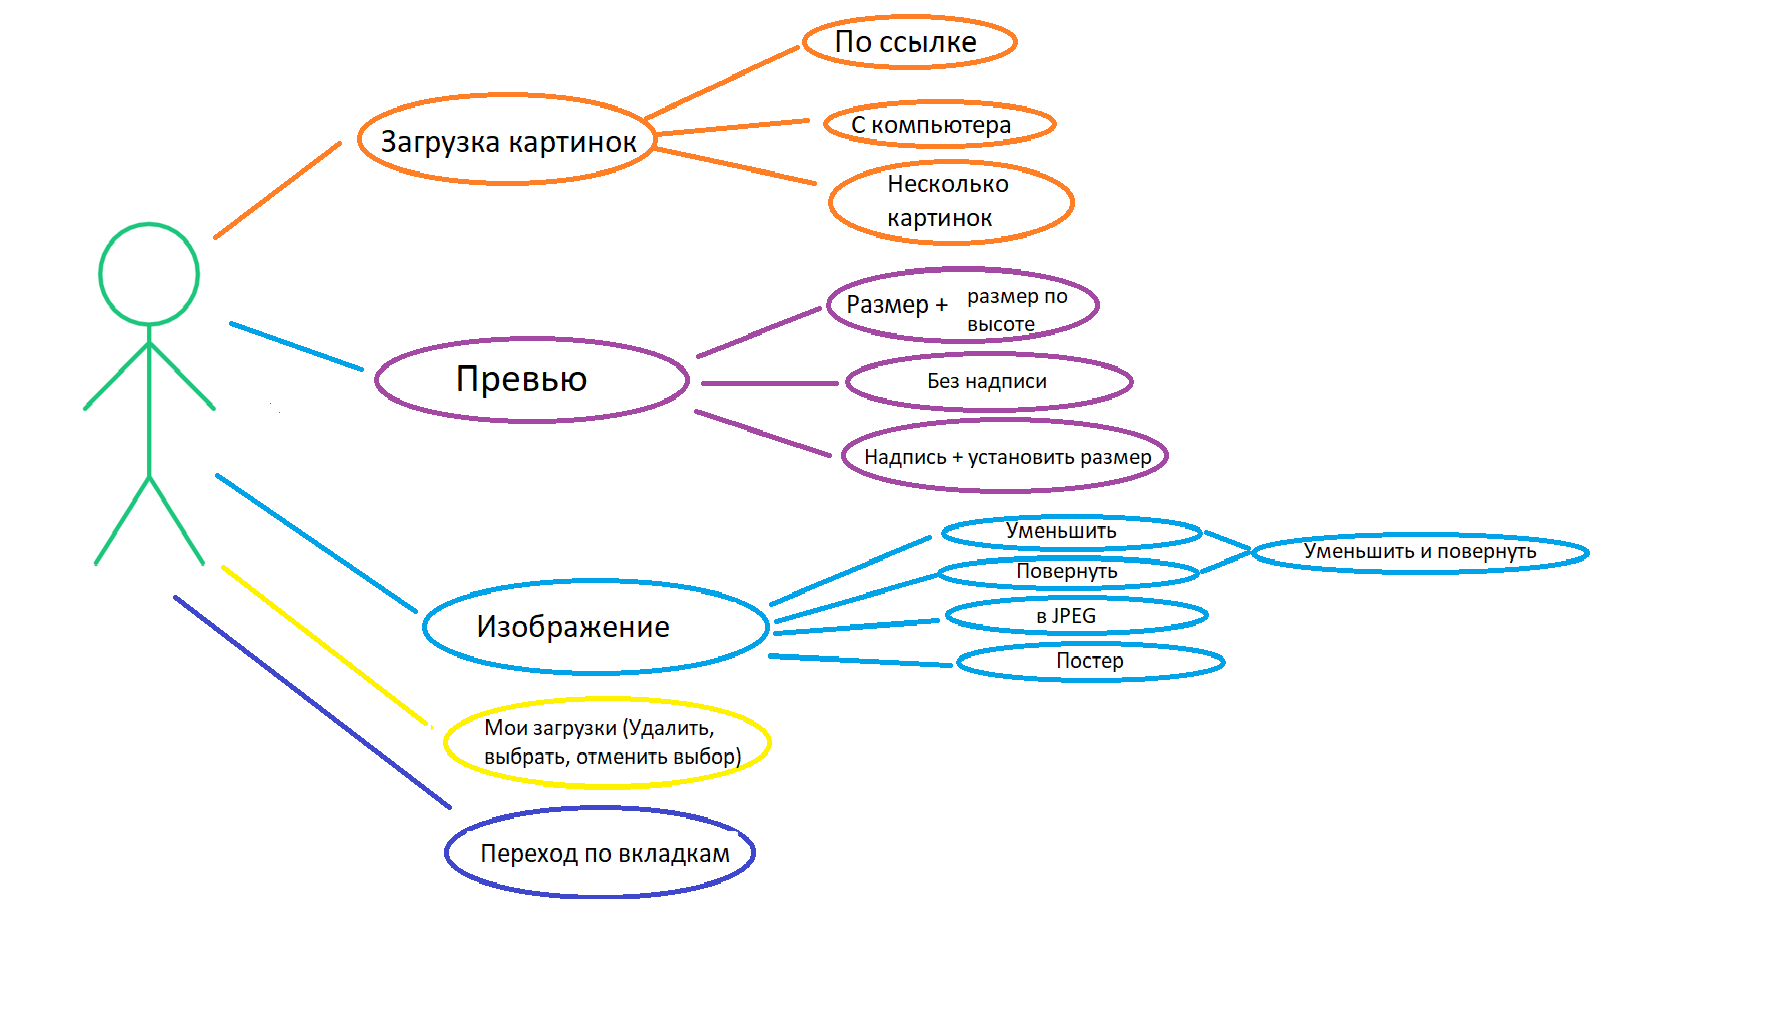 По ссылке
Загрузка картинок
С компьютера
Несколько
картинок
Размер + размер по
высоте
Превью
Без надписи
Надпись + установить размер
Уменьшить
Уменьшить и повернуть
Повернуть
в JPEG
Изображение
Постер
Мои загрузки (Удалить,
выбрать, отменить выбор)
Переход по вкладкам